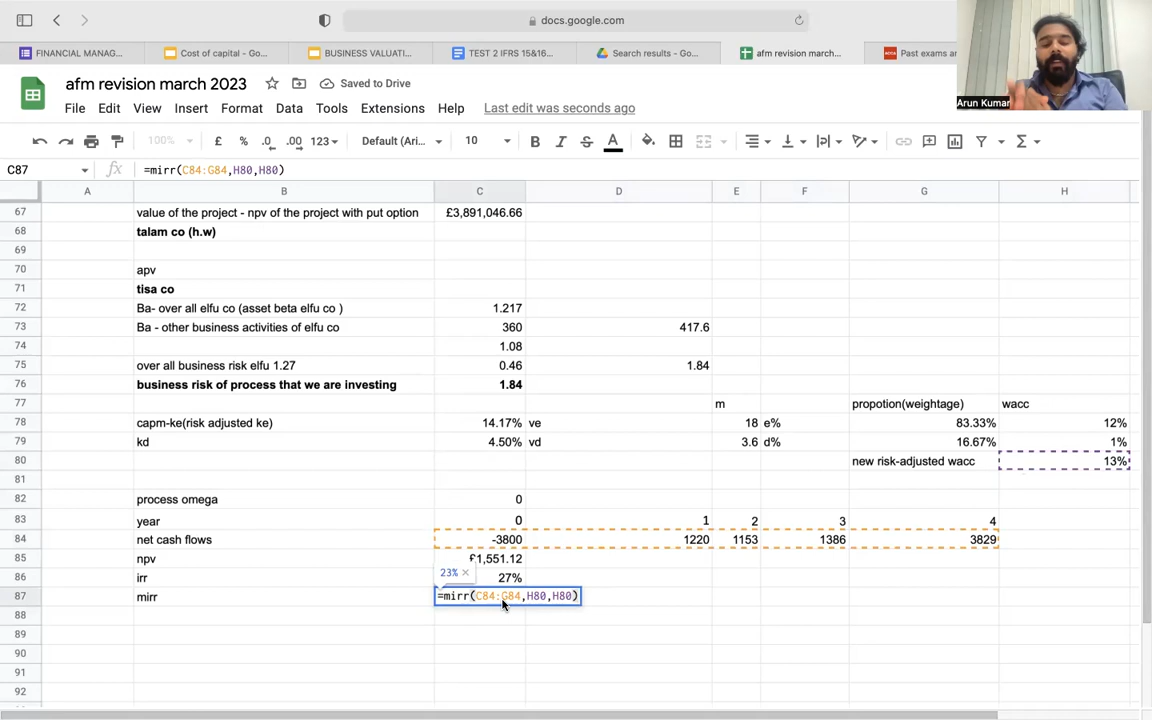 docs.google.com
FINANCIAL MANAG...
Cost of capital - Go...
BUSINESS VALUATI...
TEST 2 IFRS 15&16...
Search results - Go...
afm revision march...
Past exams a
Arun Kumar
afm revision march 2023
Saved to Drive
File Edit View Insert Format Data Tools Extensions Help Last edit was seconds ago
100% £ % .0 .00 123 Default (Ari... 10 B I S A
C87 fx =mirr(C84:G84,H80,H80)
A B C D E F G H
67 value of the project - npv of the project with put option £3,891,046.66
68 talam co (h.w)
69
70 apv
71 tisa co
72 Ba- over all elfu co (asset beta elfu co ) 1.217
73 Ba - other business activities of elfu co 360 417.6
74 1.08
75 over all business risk elfu 1.27 0.46 1.84
76 business risk of process that we are investing 1.84
77 m propotion(weightage) wacc
78 capm-ke(risk adjusted ke) 14.17% ve 18 e% 83.33% 12%
79 kd 4.50% vd 3.6 d% 16.67% 1%
80 new risk-adjusted wacc 13%
81
82 process omega 0
83 year 0 1 2 3 4
84 net cash flows -3800 1220 1153 1386 3829
85 npv £1,551.12
86 irr 23% × 27%
87 mirr =mirr(C84:G84,H80,H80)
88
89
90
91
92